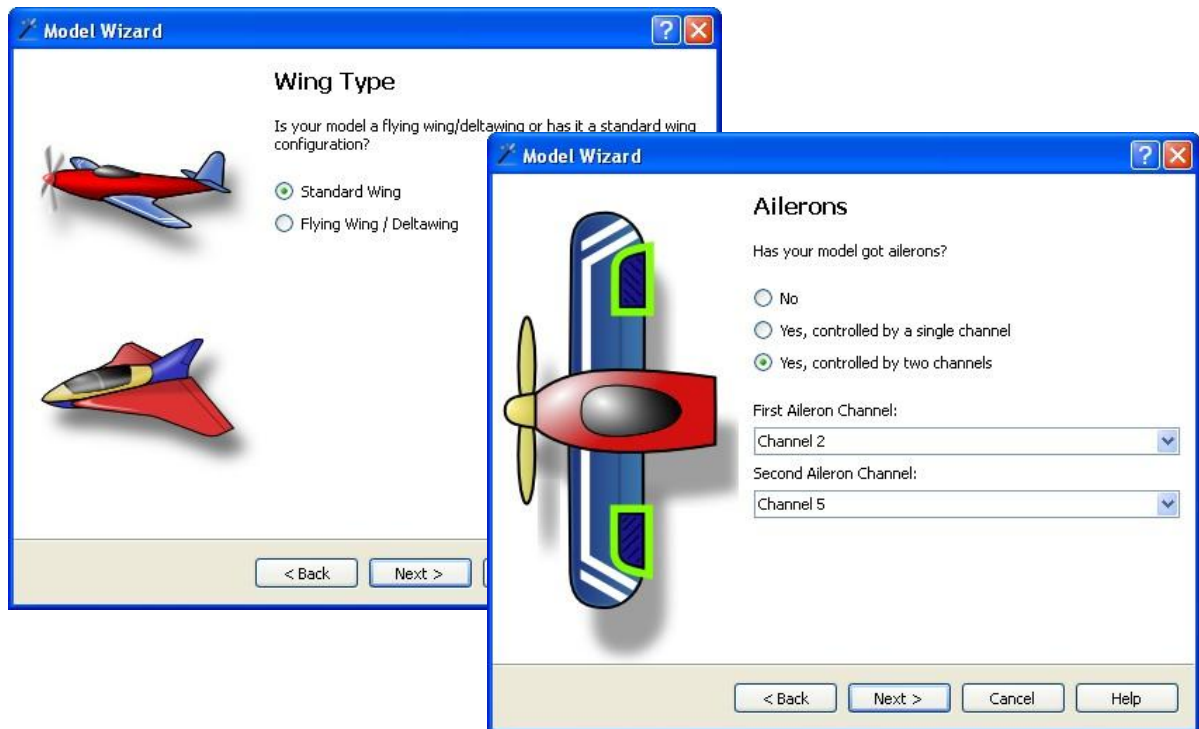 Model Wizard
Wing Type
Is your model a flying wing/deltawing or has it a standard wing
configuration?
Standard Wing
Flying Wing / Deltawing
< Back
Next >
Model Wizard
Ailerons
Has your model got ailerons?
No
Yes, controlled by a single channel
Yes, controlled by two channels
First Aileron Channel:
Channel 2
Second Aileron Channel:
Channel 5
< Back
Next >
Cancel
Help